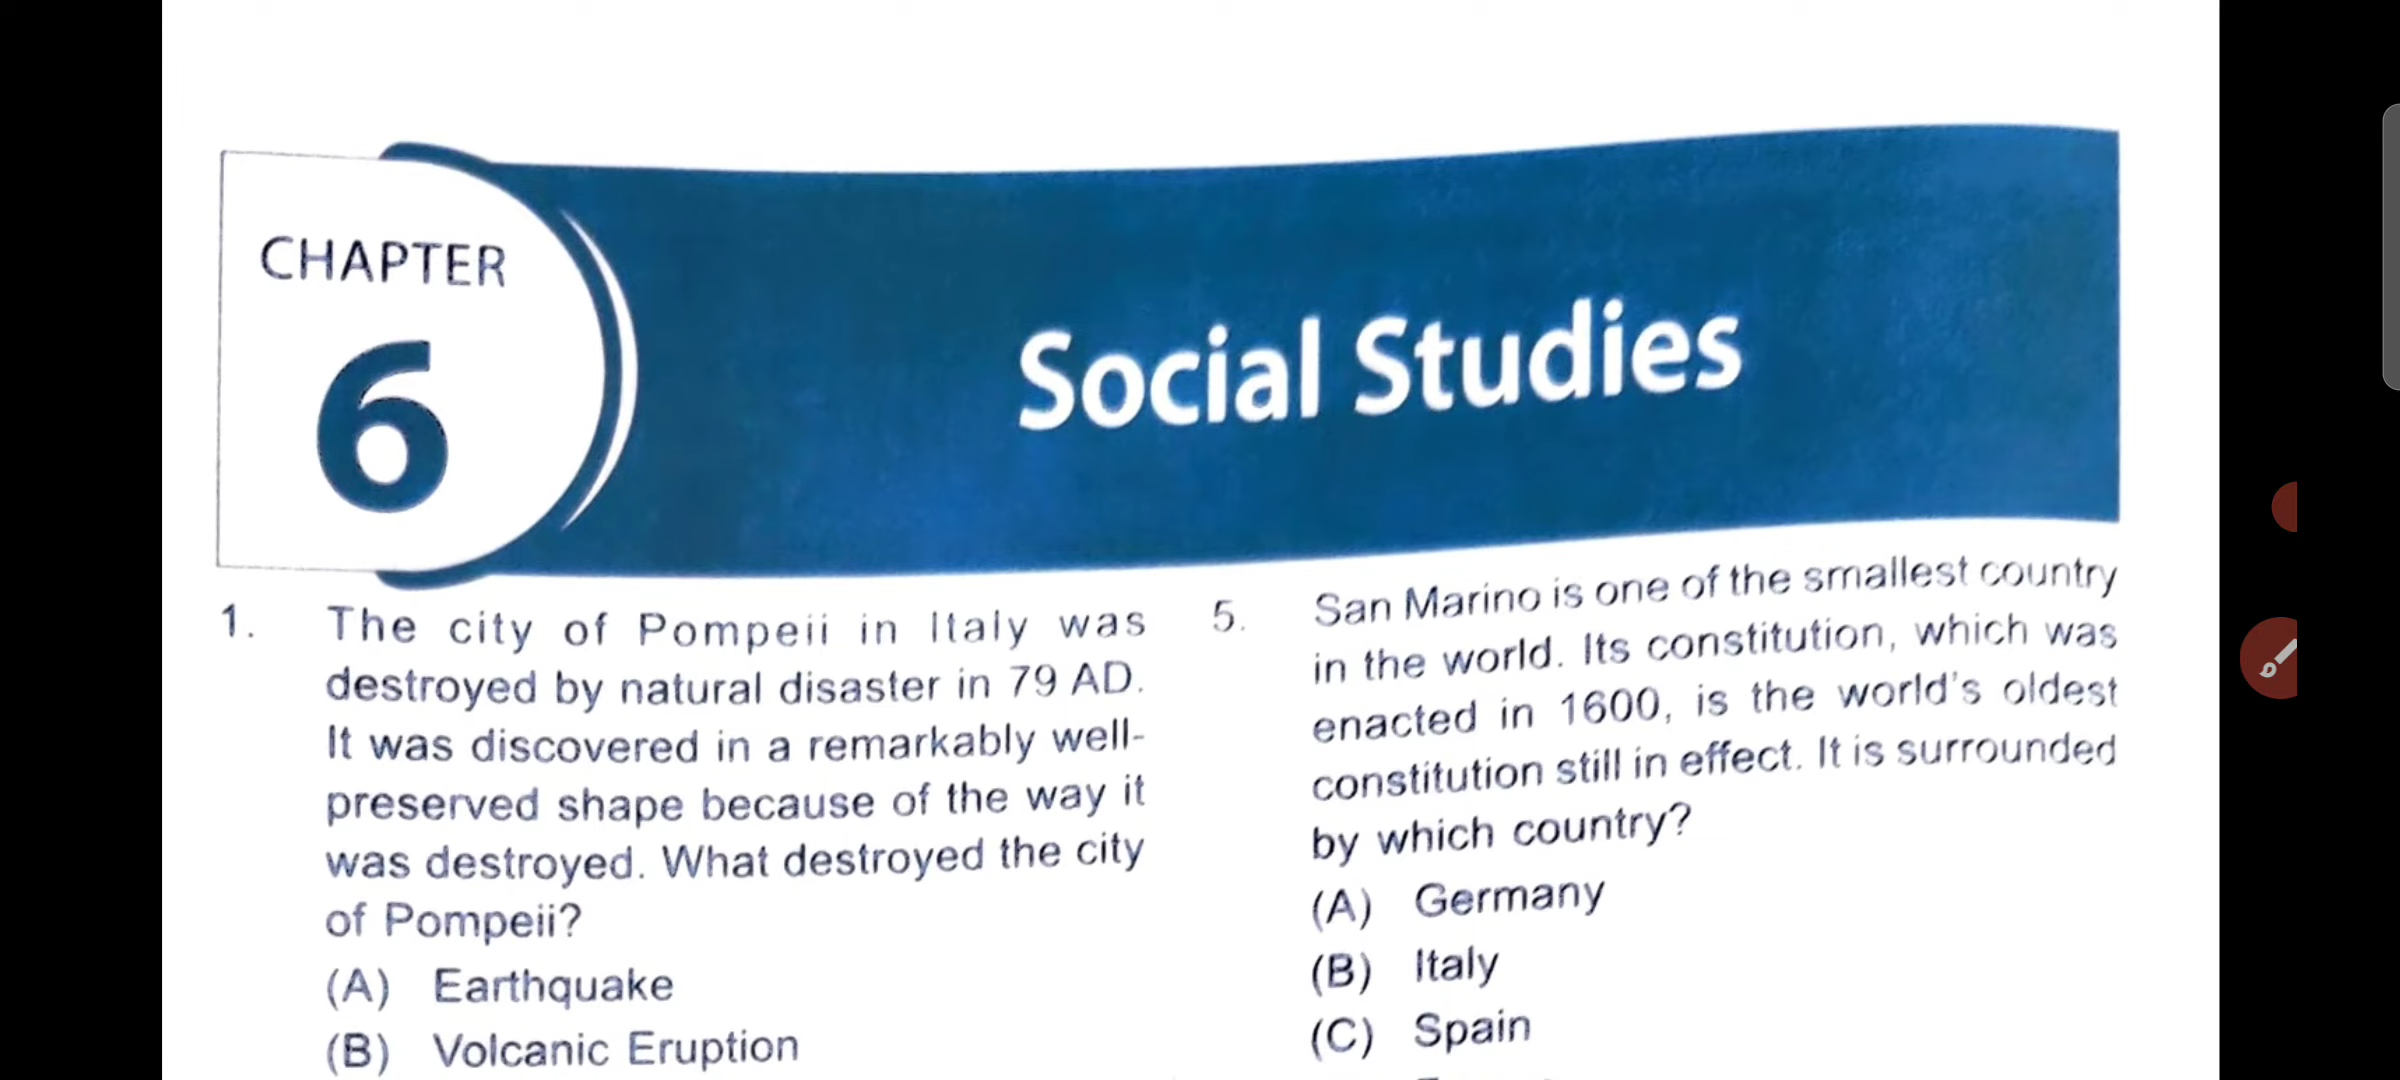 CHAPTER
6
Social Studies
1. The city of Pompeii in Italy was
destroyed by natural disaster in 79 AD.
It was discovered in a remarkably well-
preserved shape because of the way it
was destroyed. What destroyed the city
of Pompeii?
(A) Earthquake
(B) Volcanic Eruption
5. San Marino is one of the smallest country
in the world. Its constitution, which was
enacted in 1600, is the world's oldest
constitution still in effect. It is surrounded
by which country?
(A) Germany
(B) Italy
(C) Spain